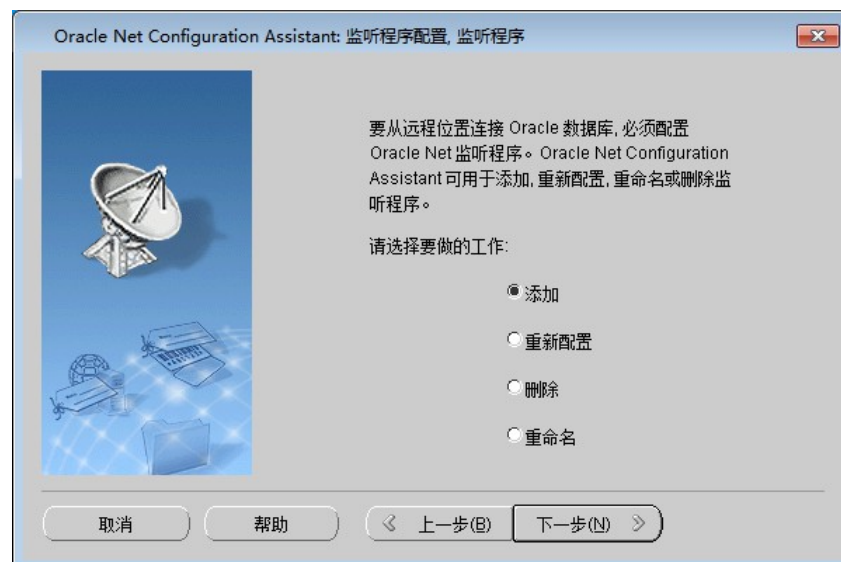 Oracle Net Configuration Assistant: 监听程序配置, 监听程序
要从远程位置连接 Oracle 数据库, 必须配置
Oracle Net 监听程序。Oracle Net Configuration
Assistant 可用于添加, 重新配置, 重命名或删除监
听程序。
请选择要做的工作:
添加
重新配置
删除
重命名
取消
帮助
上一步(B)
下一步(N)